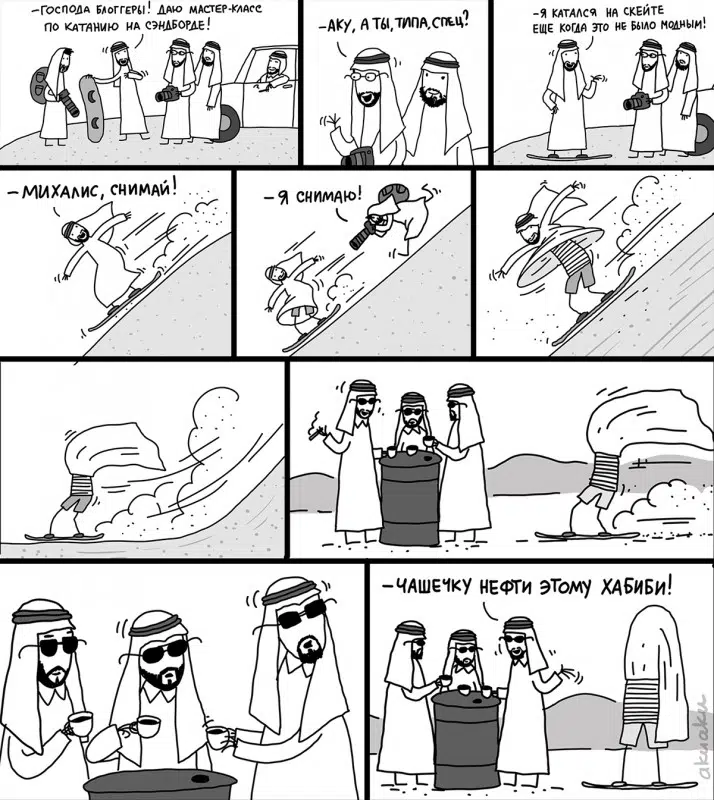 -ГОСПОДА БЛОГГЕРЫ! ДАЮ МАСТЕР-КЛАСС
ПО КАТАНИЮ НА СЭНДБОРДЕ!
-АКУ, А ТЫ, ТИПА, СПЕЦ?
-Я КАТАЛСЯ НА СКЕЙТЕ
ЕЩЕ КОГДА ЭТО НЕ БЫЛО МОДНЫМ!
-МИХАЛИС, СНИМАЙ!
-Я СНИМАЮ!
-ЧАШЕЧКУ НЕФТИ ЭТОМУ ХАБИБИ!
akuaku